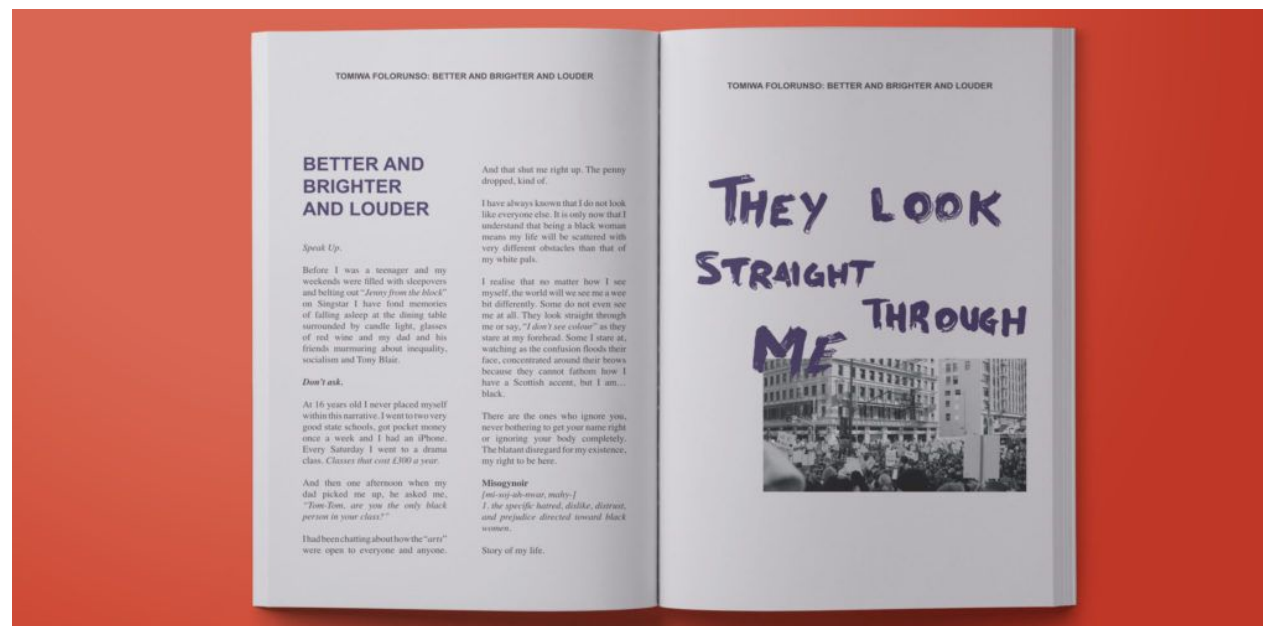 TOMIWA FOLORUNSO: BETTER AND BRIGHTER AND LOUDER
BETTER AND
BRIGHTER
AND LOUDER
Speak Up.
Before I was a teenager and my
weekends were filled with sleepovers
and belting out “Jenny from the block”
on Singstar I have fond memories
of falling asleep at the dining table
surrounded by candle light, glasses
of red wine and my dad and his
friends murmuring about inequality,
socialism and Tony Blair.
Don’t ask.
At 16 years old I never placed myself
within this narrative. I went to two very
good state schools, got pocket money
once a week and I had an iPhone.
Every Saturday I went to a drama
class. Classes that cost £300 a year.
And then one afternoon when my
dad picked me up, he asked me,
“Tom-Tom, are you the only black
person in your class?”
I had been chatting about how the “arts”
were open to everyone and anyone.
And that shut me right up. The penny
dropped, kind of.
I have always known that I do not look
like everyone else. It is only now that I
understand that being a black woman
means my life will be scattered with
very different obstacles than that of
my white pals.
I realise that no matter how I see
myself, the world will we see me a wee
bit differently. Some do not even see
me at all. They look straight through
me or say, “I don’t see colour” as they
stare at my forehead. Some I stare at,
watching as the confusion floods their
face, concentrated around their brows
because they cannot fathom how I
have a Scottish accent, but I am…
black.
There are the ones who ignore you,
never bothering to get your name right
or ignoring your body completely.
The blatant disregard for my existence,
my right to be here.
Misogynoir
[mi-soj-uh-nwar, mahy-]
1. the specific hatred, dislike, distrust,
and prejudice directed toward black
women.
Story of my life.
TOMIWA FOLORUNSO: BETTER AND BRIGHTER AND LOUDER
THEY LOOK
STRAIGHT
THROUGH
ME